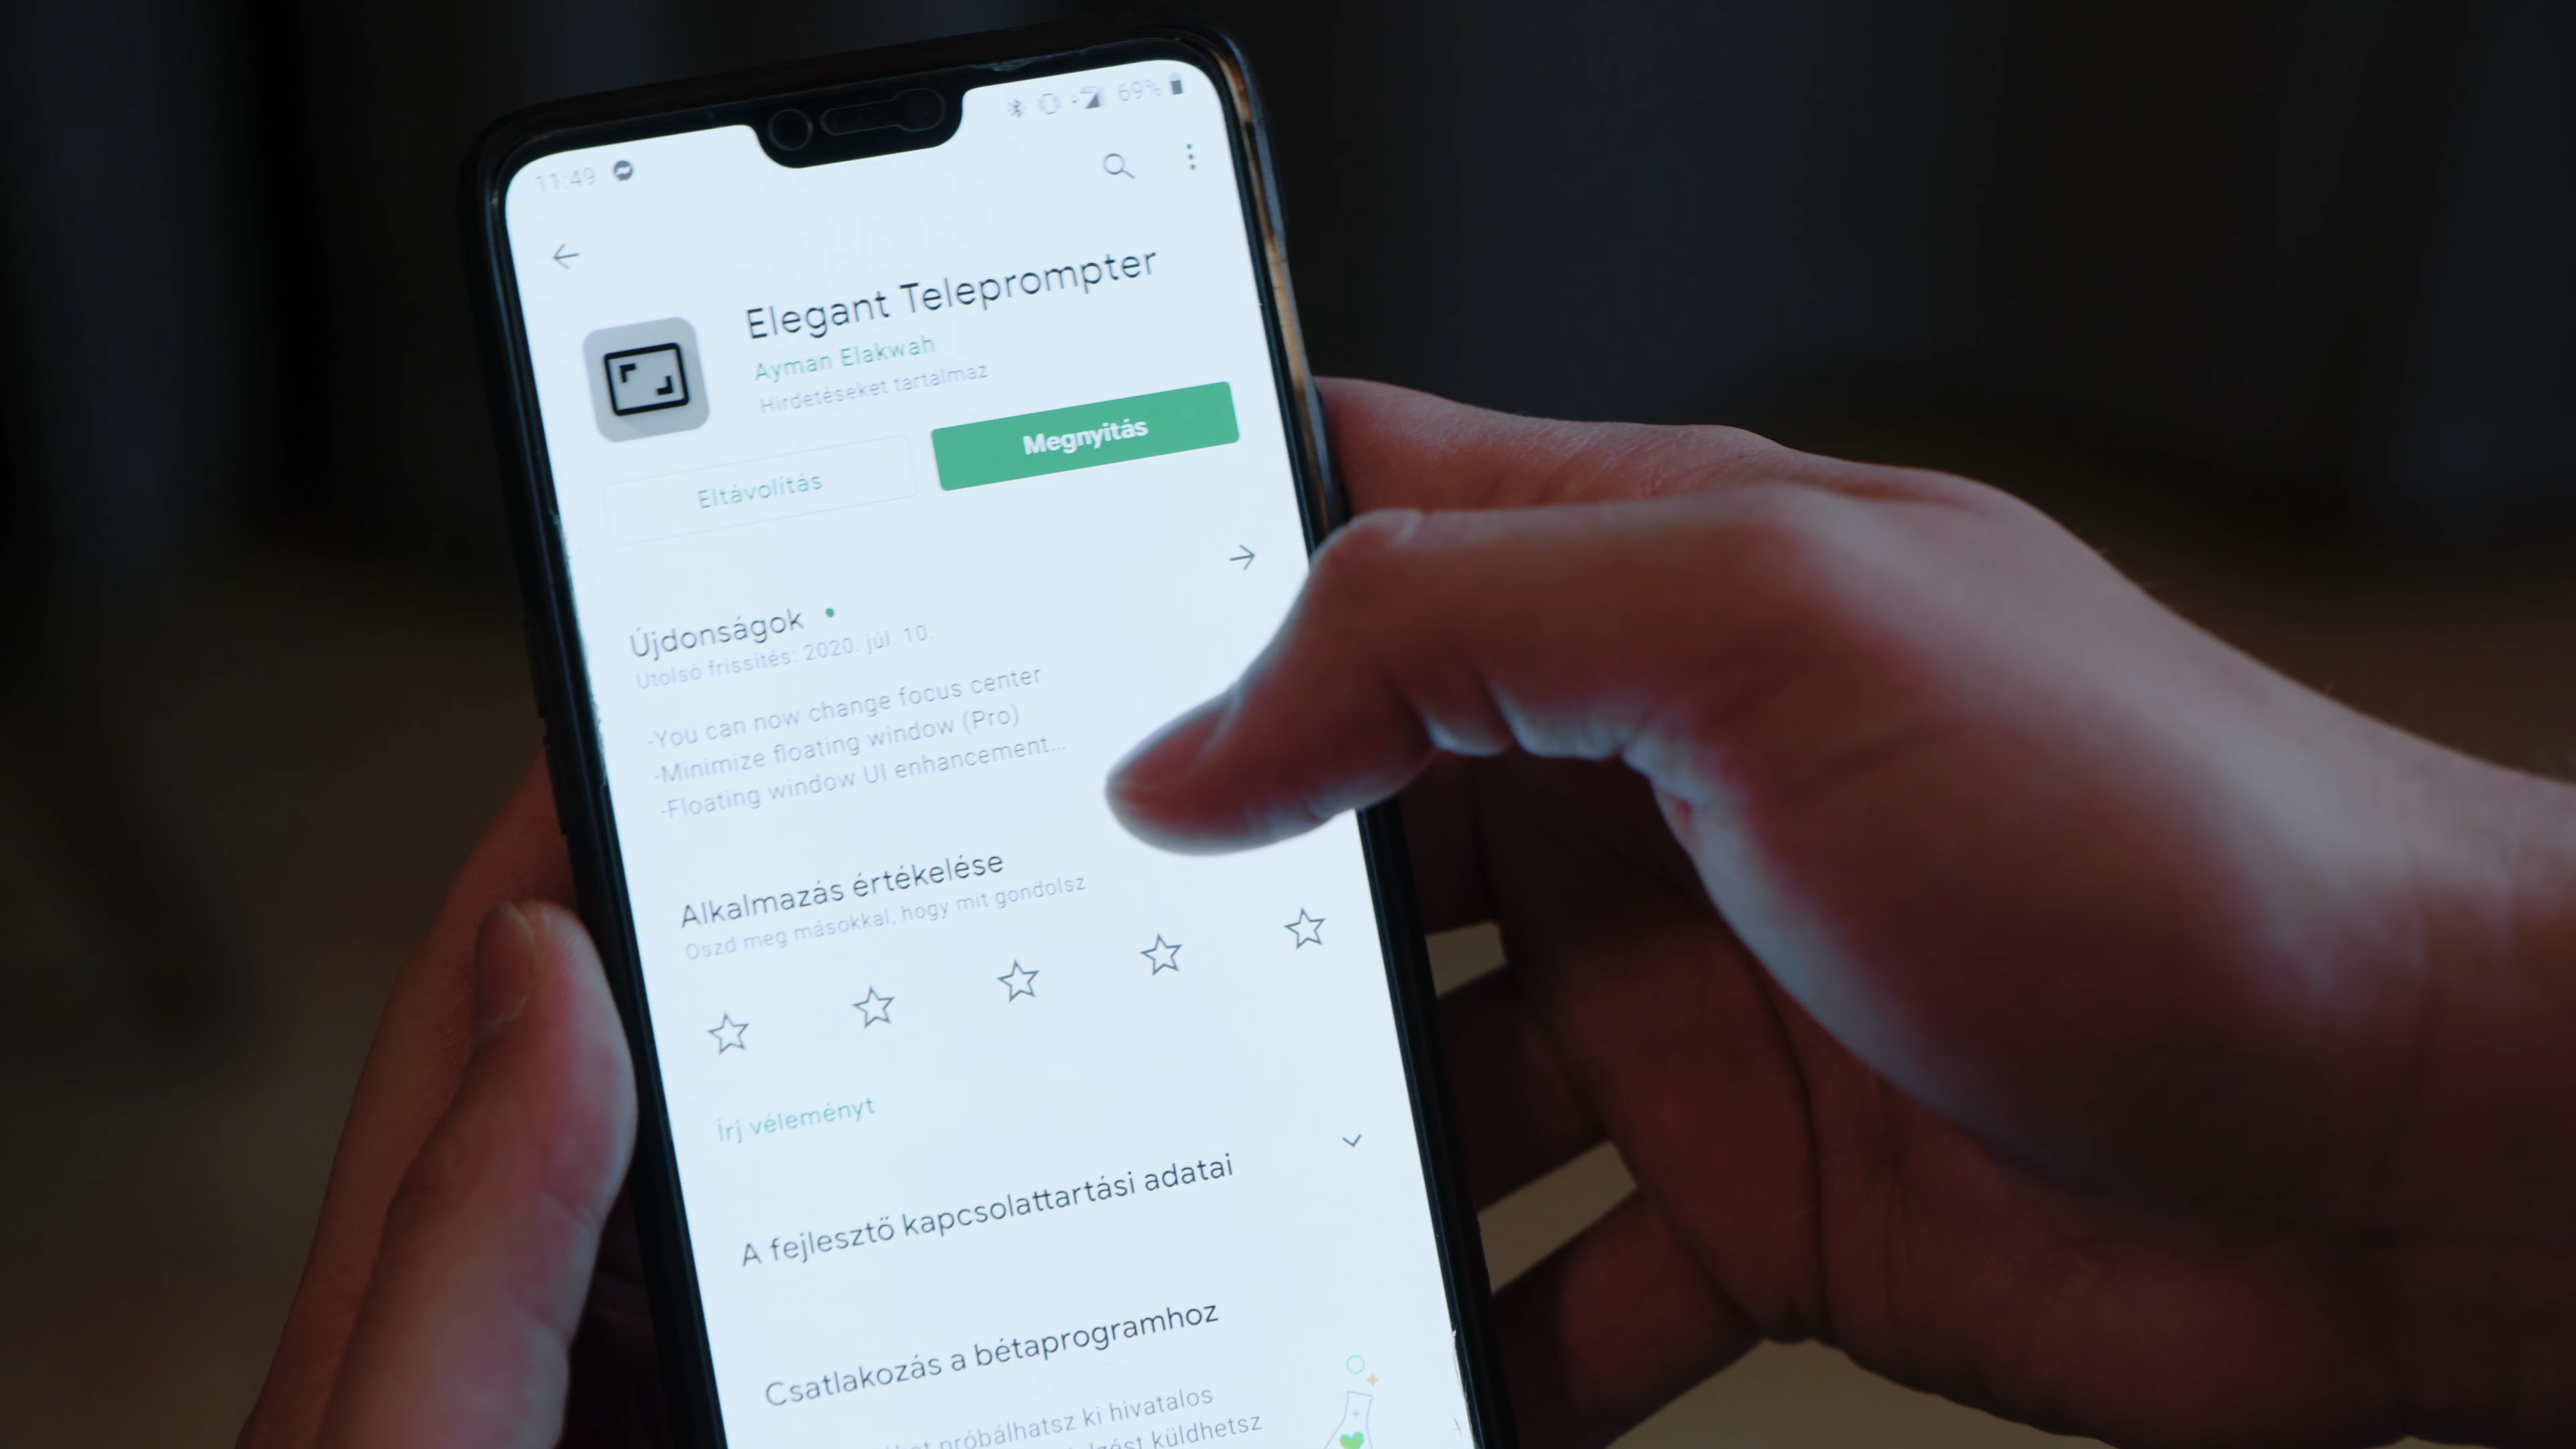 11:49
69%
Elegant Teleprompter
Ayman Elakwah
Hirdetéseket tartalmaz
Eltávolítás
Megnyitás
Újdonságok
Utolsó frissítés: 2020. júl. 10.
-You can now change focus center
-Minimize floating window (Pro)
-Floating window UI enhancement...
Alkalmazás értékelése
Oszd meg másokkal, hogy mit gondolsz
Írj véleményt
A fejlesztő kapcsolattartási adatai
Csatlakozás a bétaprogramhoz
próbálhatsz ki hivatalos
küldhetsz